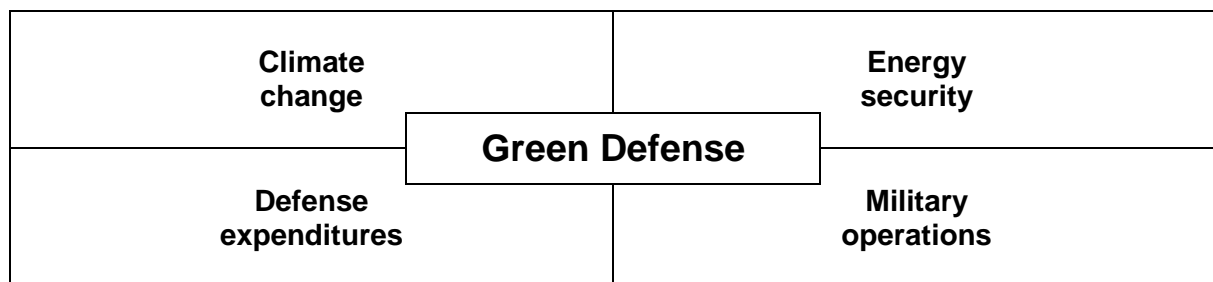 Climate
change
Energy
security
Green Defense
Defense
expenditures
Military
operations